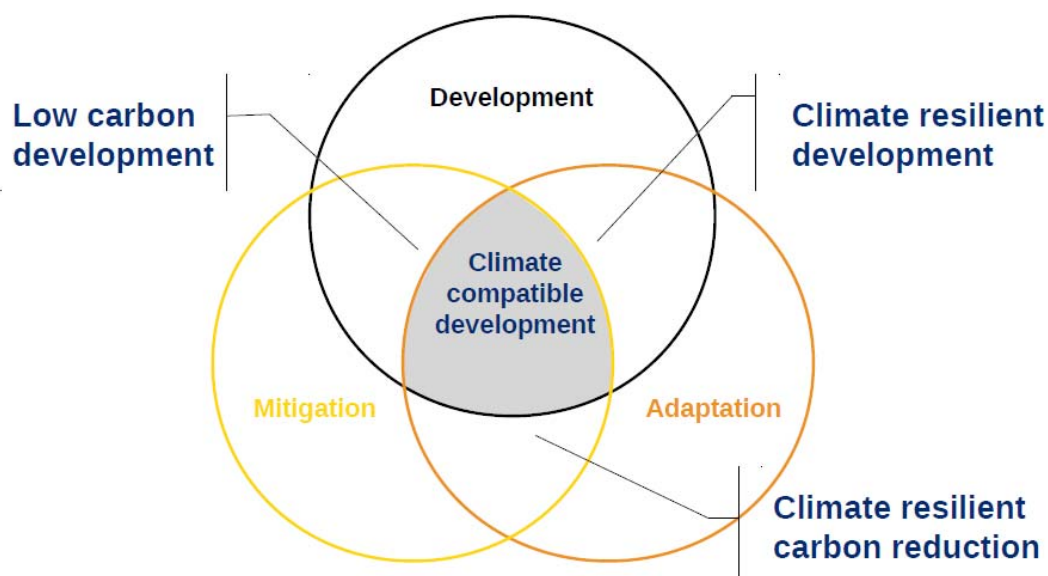 Development
Low carbon
development
Climate resilient
development
Climate
compatible
development
Mitigation
Adaptation
Climate resilient
carbon reduction